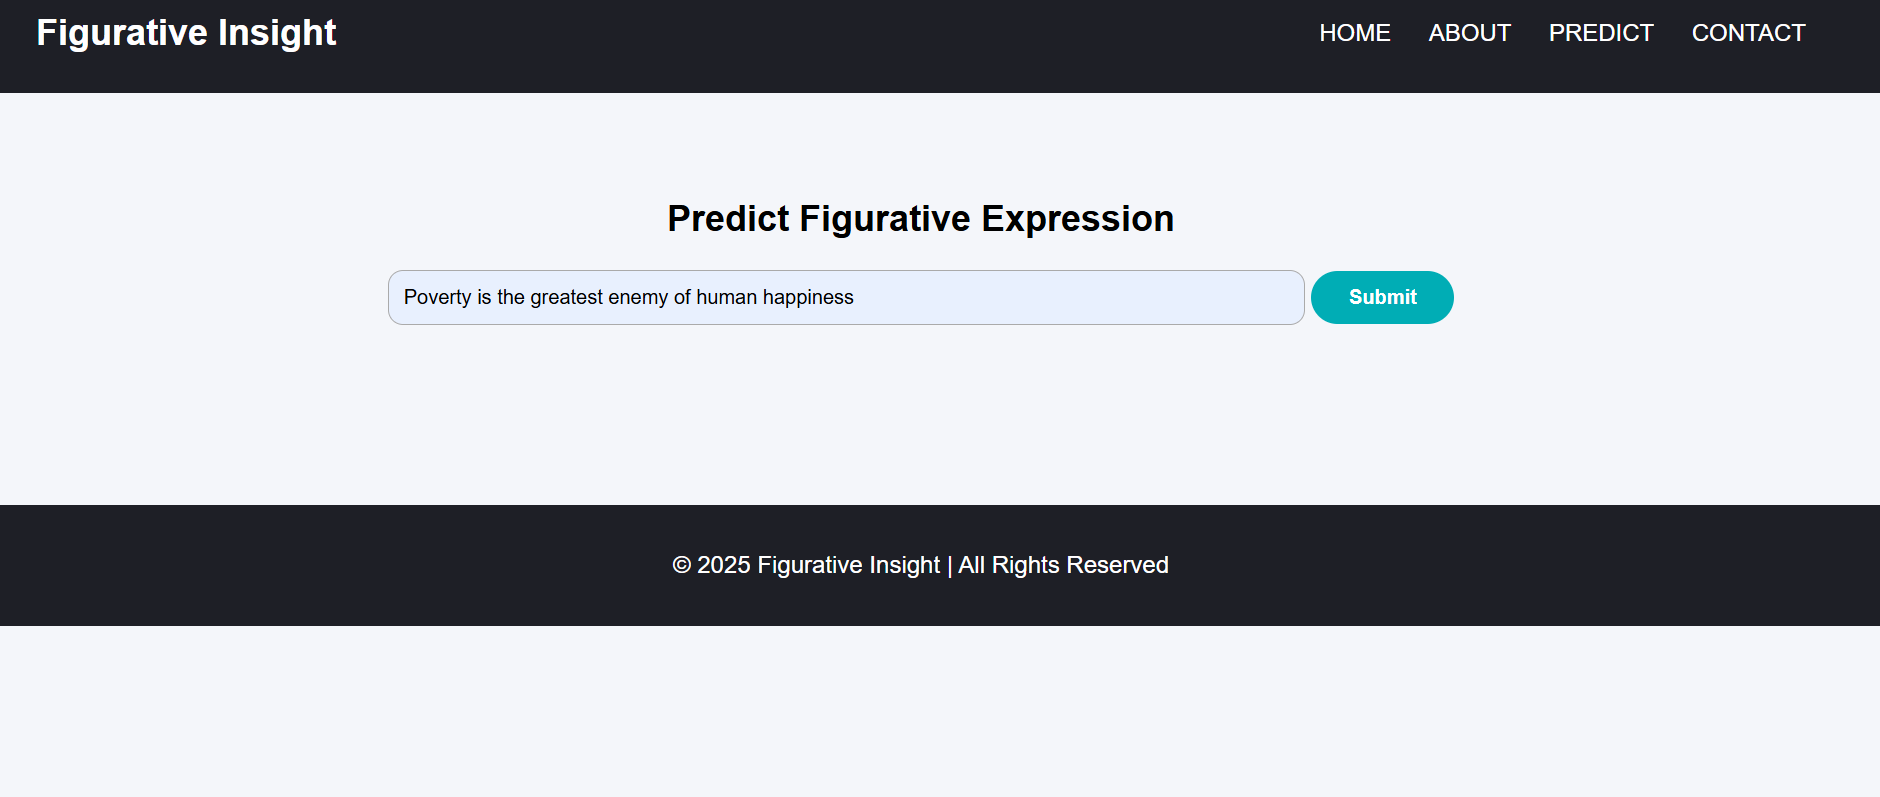 Figurative Insight
HOME ABOUT PREDICT CONTACT
Predict Figurative Expression
Poverty is the greatest enemy of human happiness
Submit
© 2025 Figurative Insight | All Rights Reserved